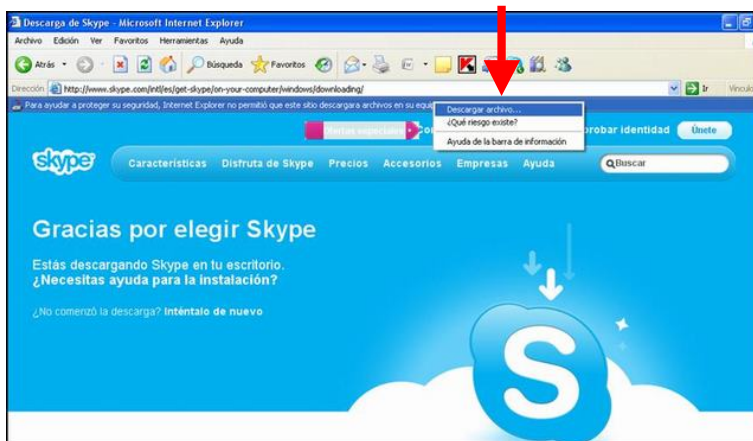 Descarga de Skype - Microsoft Internet Explorer
Archivo Edición Ver Favoritos Herramientas Ayuda
Atrás Búsqueda Favoritos
Dirección http://www.skype.com/intl/es/get-skype/on-your-computer/windows/downloading/ Ir
Para ayudar a proteger su seguridad, Internet Explorer no permitió que este sitio descargara archivos en su
Descargar archivo...
¿Qué riesgo existe?
Ayuda de la barra de información
Ofertas especiales Únete
skype Características Disfruta de Skype Precios Accesorios Empresas Ayuda Buscar
Gracias por elegir Skype
Estás descargando Skype en tu escritorio.
¿Necesitas ayuda para la instalación?
¿No comenzó la descarga? Inténtalo de nuevo
S